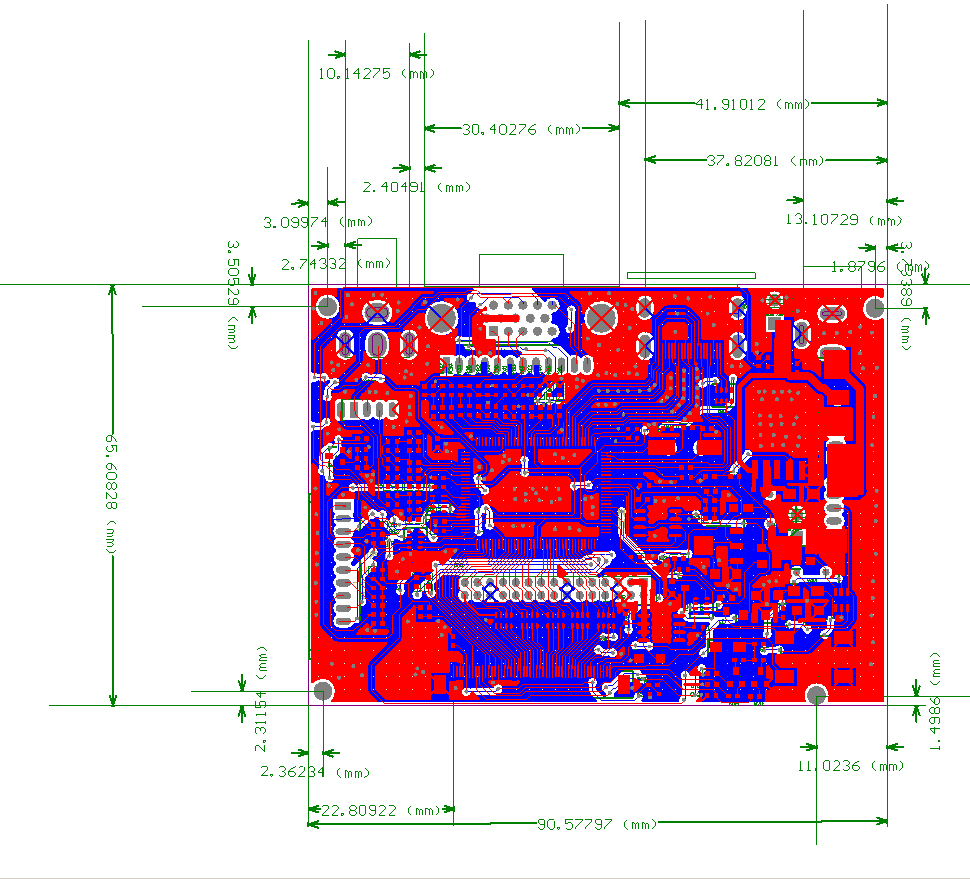 10.14275 (mm)
41.91012 (mm)
30.40276 (mm)
37.82081 (mm)
2.40491 (mm)
3.09974 (mm)
13.10729 (mm)
2.74332 (mm)
1.8796 (mm)
3.50529 (mm)
65.60828 (mm)
2.31154 (mm)
1.4986 (mm)
2.36234 (mm)
11.0236 (mm)
22.80922 (mm)
90.57797 (mm)